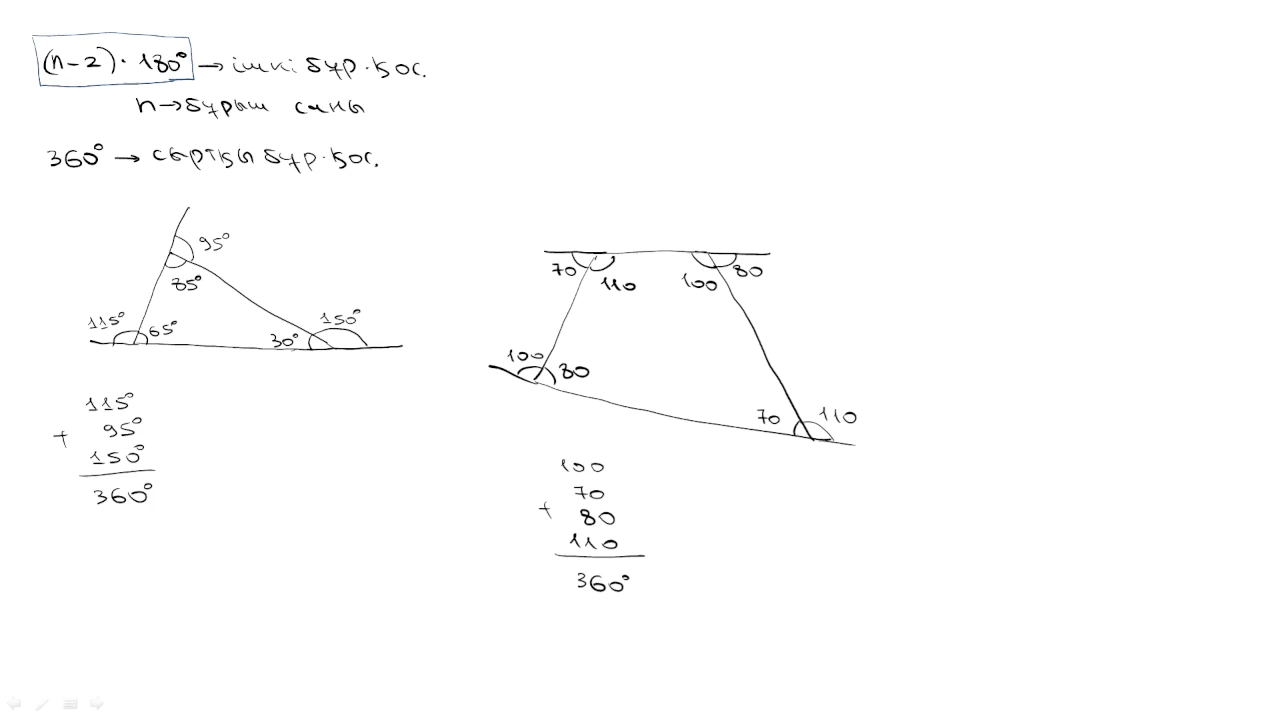 (n-2)·180° → ішкі бұр.қос.
n→бұрыш саны
360° → сыртқы бұр.қос.
95°
85°
115° 65° 30° 150°
115°
+ 95°
150°
360°
70 110 100 80
100 80
70 110
100
70
+ 80
110
360°